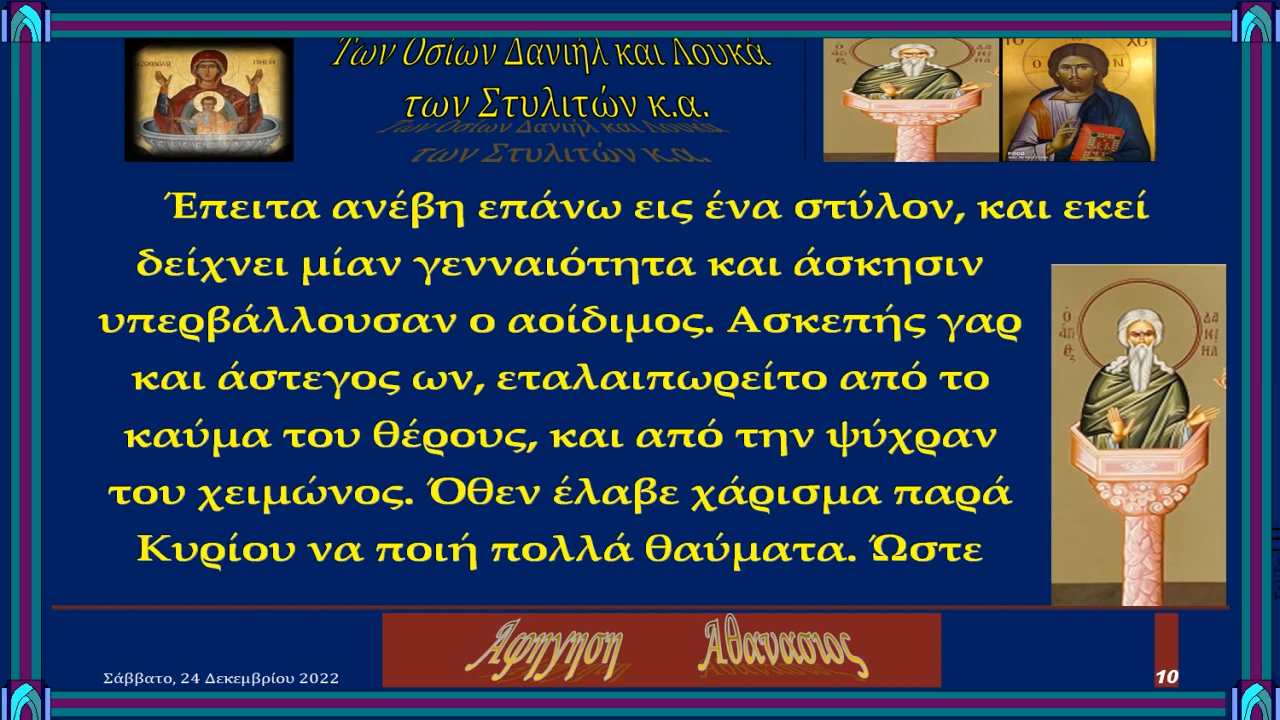 Των Οσίων Δανιήλ και Λουκά
των Στυλιτών κ.α.
Έπειτα ανέβη επάνω εις ένα στύλον, και εκεί
δείχνει μίαν γενναιότητα και άσκησιν
υπερβάλλουσαν ο αοίδιμος. Ασκεπής γαρ
και άστεγος ων, εταλαιπωρείτο από το
καύμα του θέρους, και από την ψύχραν
του χειμώνος. Όθεν έλαβε χάρισμα παρά
Κυρίου να ποιή πολλά θαύματα. Ώστε
Αφηγηση Αθανασιος
Σάββατο, 24 Δεκεμβρίου 2022
10